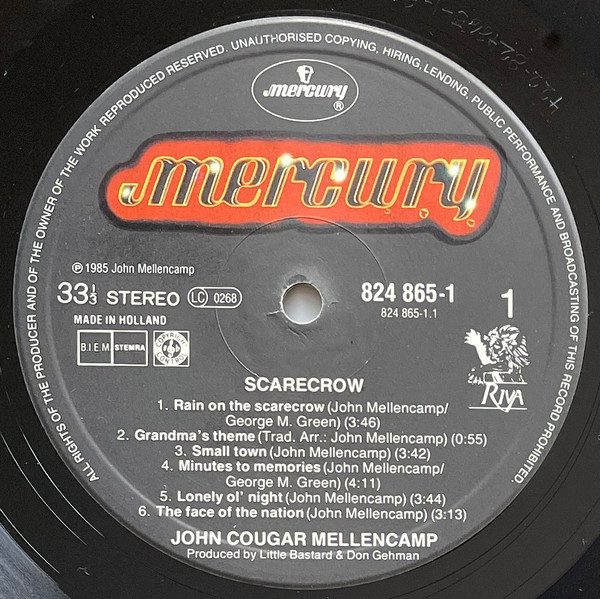 ALL RIGHTS OF THE PRODUCER AND OF THE OWNER OF THE WORK REPRODUCED RESERVED. UNAUTHORISED COPYING, HIRING, LENDING, PUBLIC PERFORMANCE AND BROADCASTING OF THIS RECORD PROHIBITED.
mercury ®
mercury
℗ 1985 John Mellencamp
33 1/3 STEREO LC 0268
MADE IN HOLLAND
BIEM STEMRA
COPYRIGHT CONTROL
824 865-1
824 865-1.1
1
RIVA
SCARECROW
1. Rain on the scarecrow (John Mellencamp/
George M. Green) (3:46)
2. Grandma's theme (Trad. Arr.: John Mellencamp) (0:55)
3. Small town (John Mellencamp) (3:42)
4. Minutes to memories (John Mellencamp/
George M. Green) (4:11)
5. Lonely ol' night (John Mellencamp) (3:44)
6. The face of the nation (John Mellencamp) (3:13)
JOHN COUGAR MELLENCAMP
Produced by Little Bastard & Don Gehman